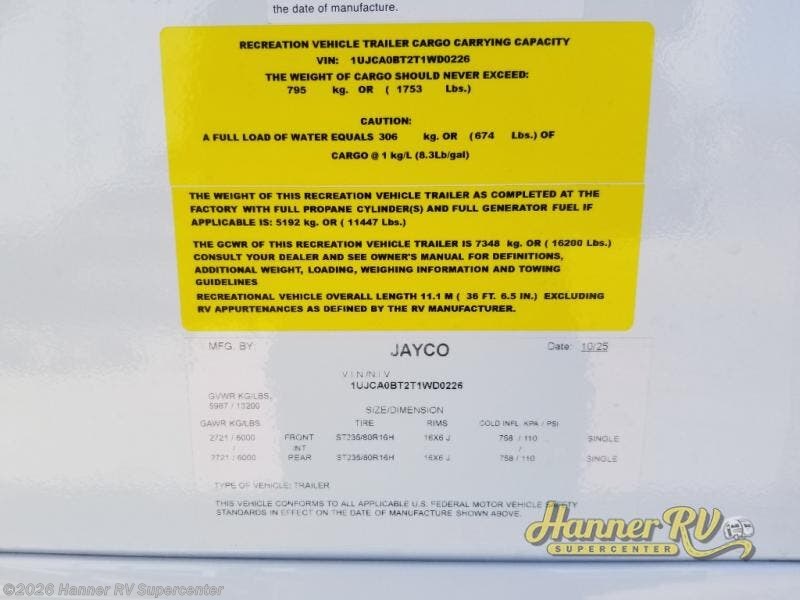 the date of manufacture.
RECREATION VEHICLE TRAILER CARGO CARRYING CAPACITY
VIN: 1UJCA0BT2T1WD0226
THE WEIGHT OF CARGO SHOULD NEVER EXCEED:
795 kg. OR ( 1753 Lbs.)
CAUTION:
A FULL LOAD OF WATER EQUALS 306 kg. OR (674 Lbs.) OF
CARGO @ 1 kg/L (8.3Lb/gal)
THE WEIGHT OF THIS RECREATION VEHICLE TRAILER AS COMPLETED AT THE
FACTORY WITH FULL PROPANE CYLINDER(S) AND FULL GENERATOR FUEL IF
APPLICABLE IS: 5192 kg. OR ( 11447 Lbs.)
THE GCWR OF THIS RECREATION VEHICLE TRAILER IS 7348 kg. OR ( 16200 Lbs.)
CONSULT YOUR DEALER AND SEE OWNER'S MANUAL FOR DEFINITIONS,
ADDITIONAL WEIGHT, LOADING, WEIGHING INFORMATION AND TOWING
GUIDELINES
RECREATIONAL VEHICLE OVERALL LENGTH 11.1 M ( 36 FT. 6.5 IN.) EXCLUDING
RV APPURTENANCES AS DEFINED BY THE RV MANUFACTURER.
MFG. BY JAYCO Date: 10/25
V.I.N./N.I.V
1UJCA0BT2T1WD0226
GVWR KG/LBS.
5987 / 13200
SIZE/DIMENSION
GAWR KG/LBS. TIRE RIMS COLD INFL. KPA / PSI
2721 / 6000 FRONT ST235/80R16H 16X6 J 758 / 110 SINGLE
/ INT
2721 / 6000 REAR ST235/80R16H 16X6 J 758 / 110 SINGLE
TYPE OF VEHICLE: TRAILER
THIS VEHICLE CONFORMS TO ALL APPLICABLE U.S. FEDERAL MOTOR VEHICLE SAFETY
STANDARDS IN EFFECT ON THE DATE OF MANUFACTURE SHOWN ABOVE.
Hanner RV
SUPERCENTER
©2026 Hanner RV Supercenter